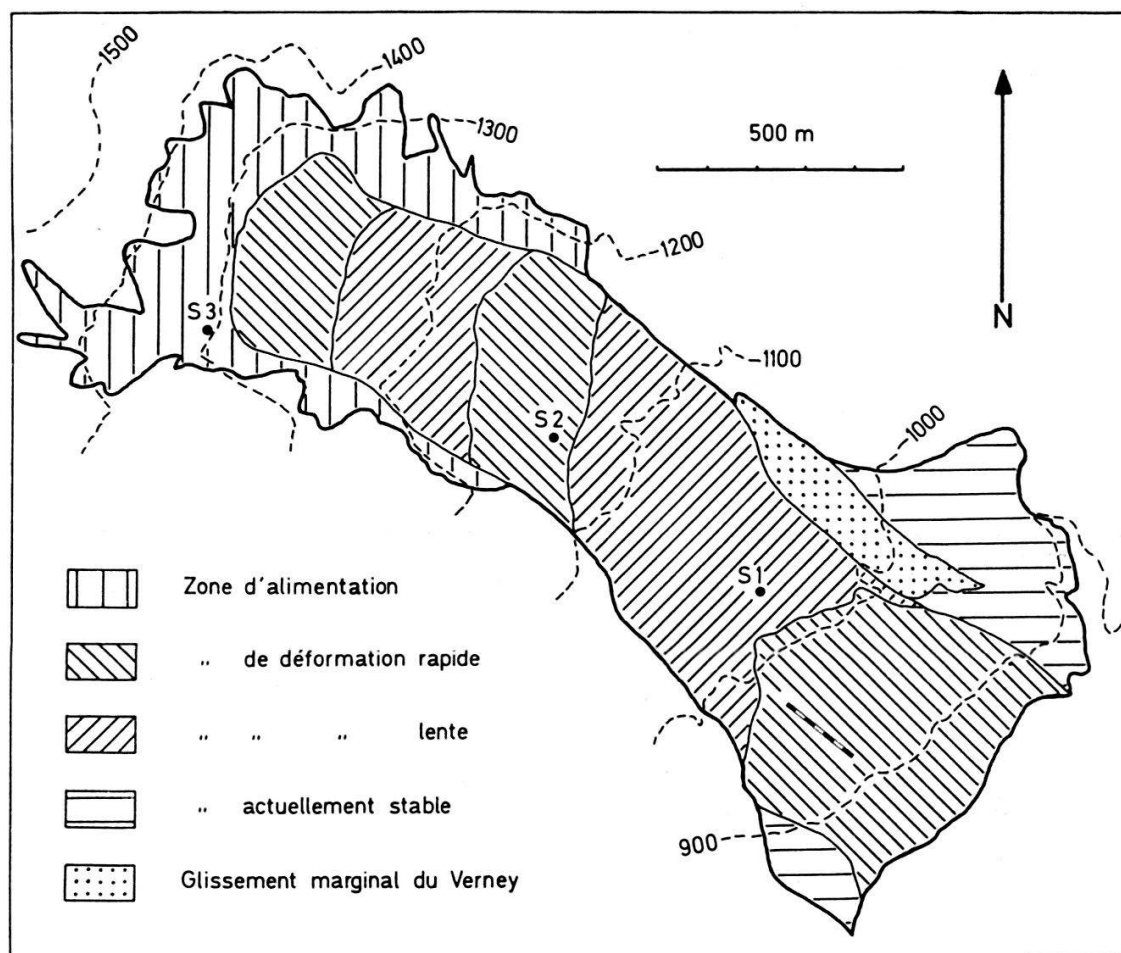 1500
1400
1300
500 m
1200
N
S3
1100
S2
1000
S1
Zone d'alimentation
" de déformation rapide
" " " lente
" actuellement stable
Glissement marginal du Verney
900